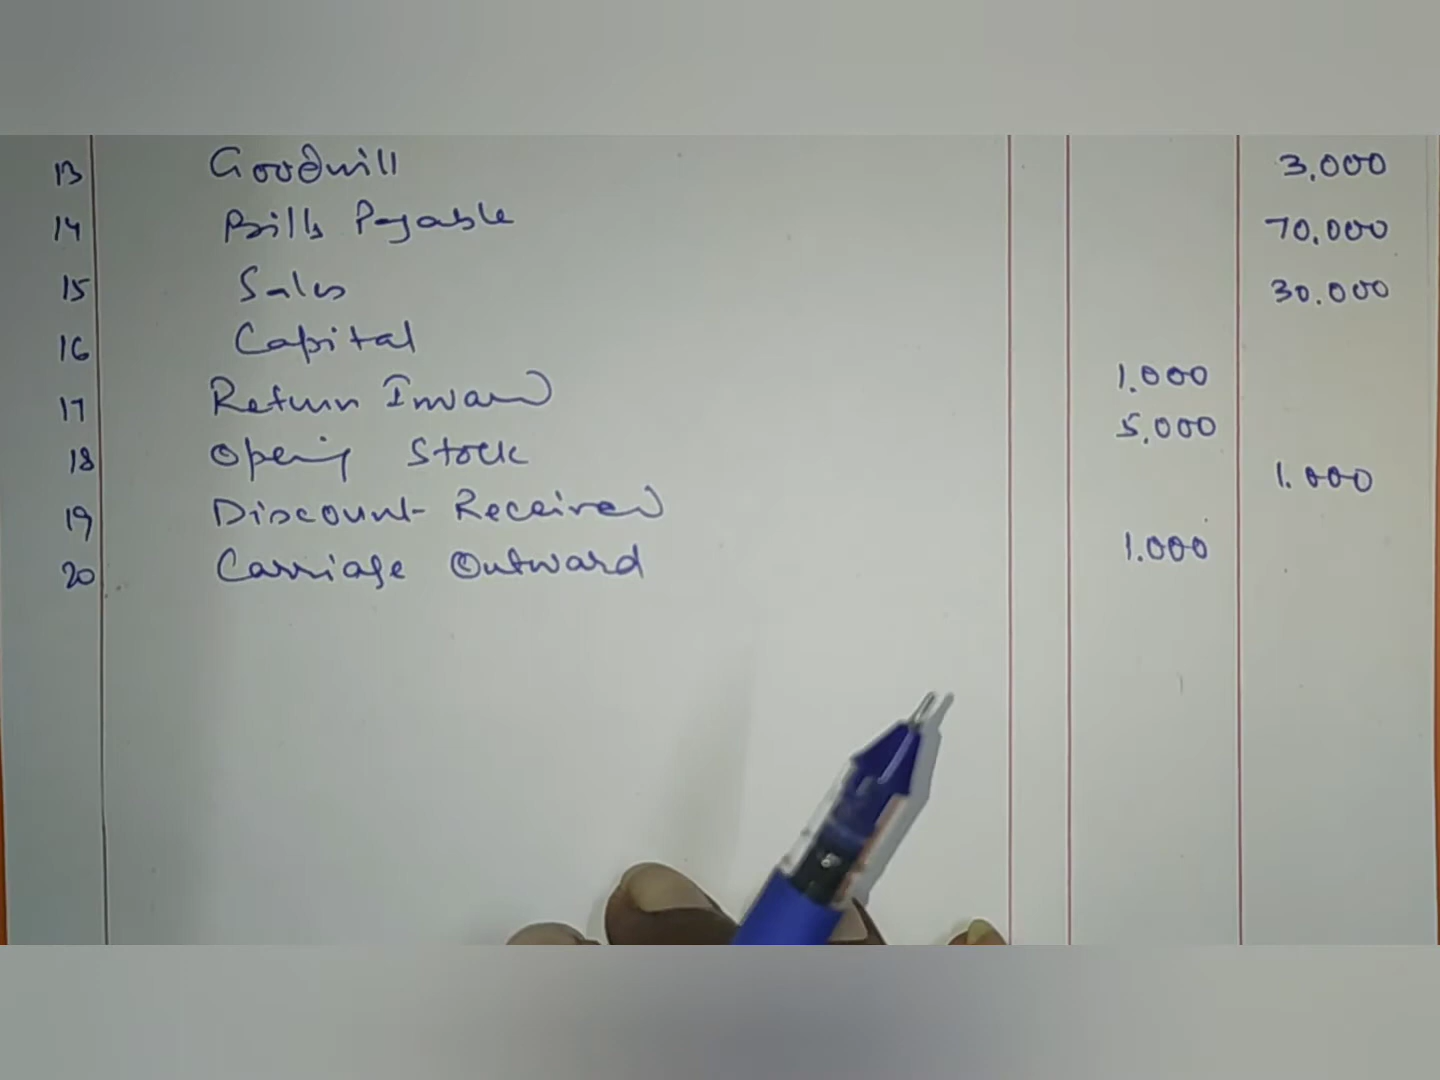 13 Goodwill 3,000
14 Bills Payable 70,000
15 Sales 30.000
16 Capital
17 Return Inward 1.000
18 Opening Stock 5,000
19 Discount Received 1.000
20 Carriage Outward 1.000